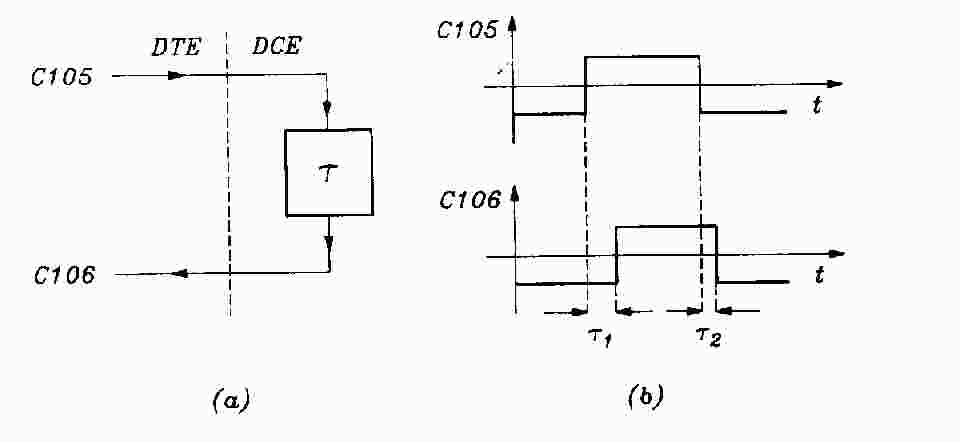 DTE DCE
C105
τ
C106
(a)
C105
t
C106
t
τ1 τ2
(b)